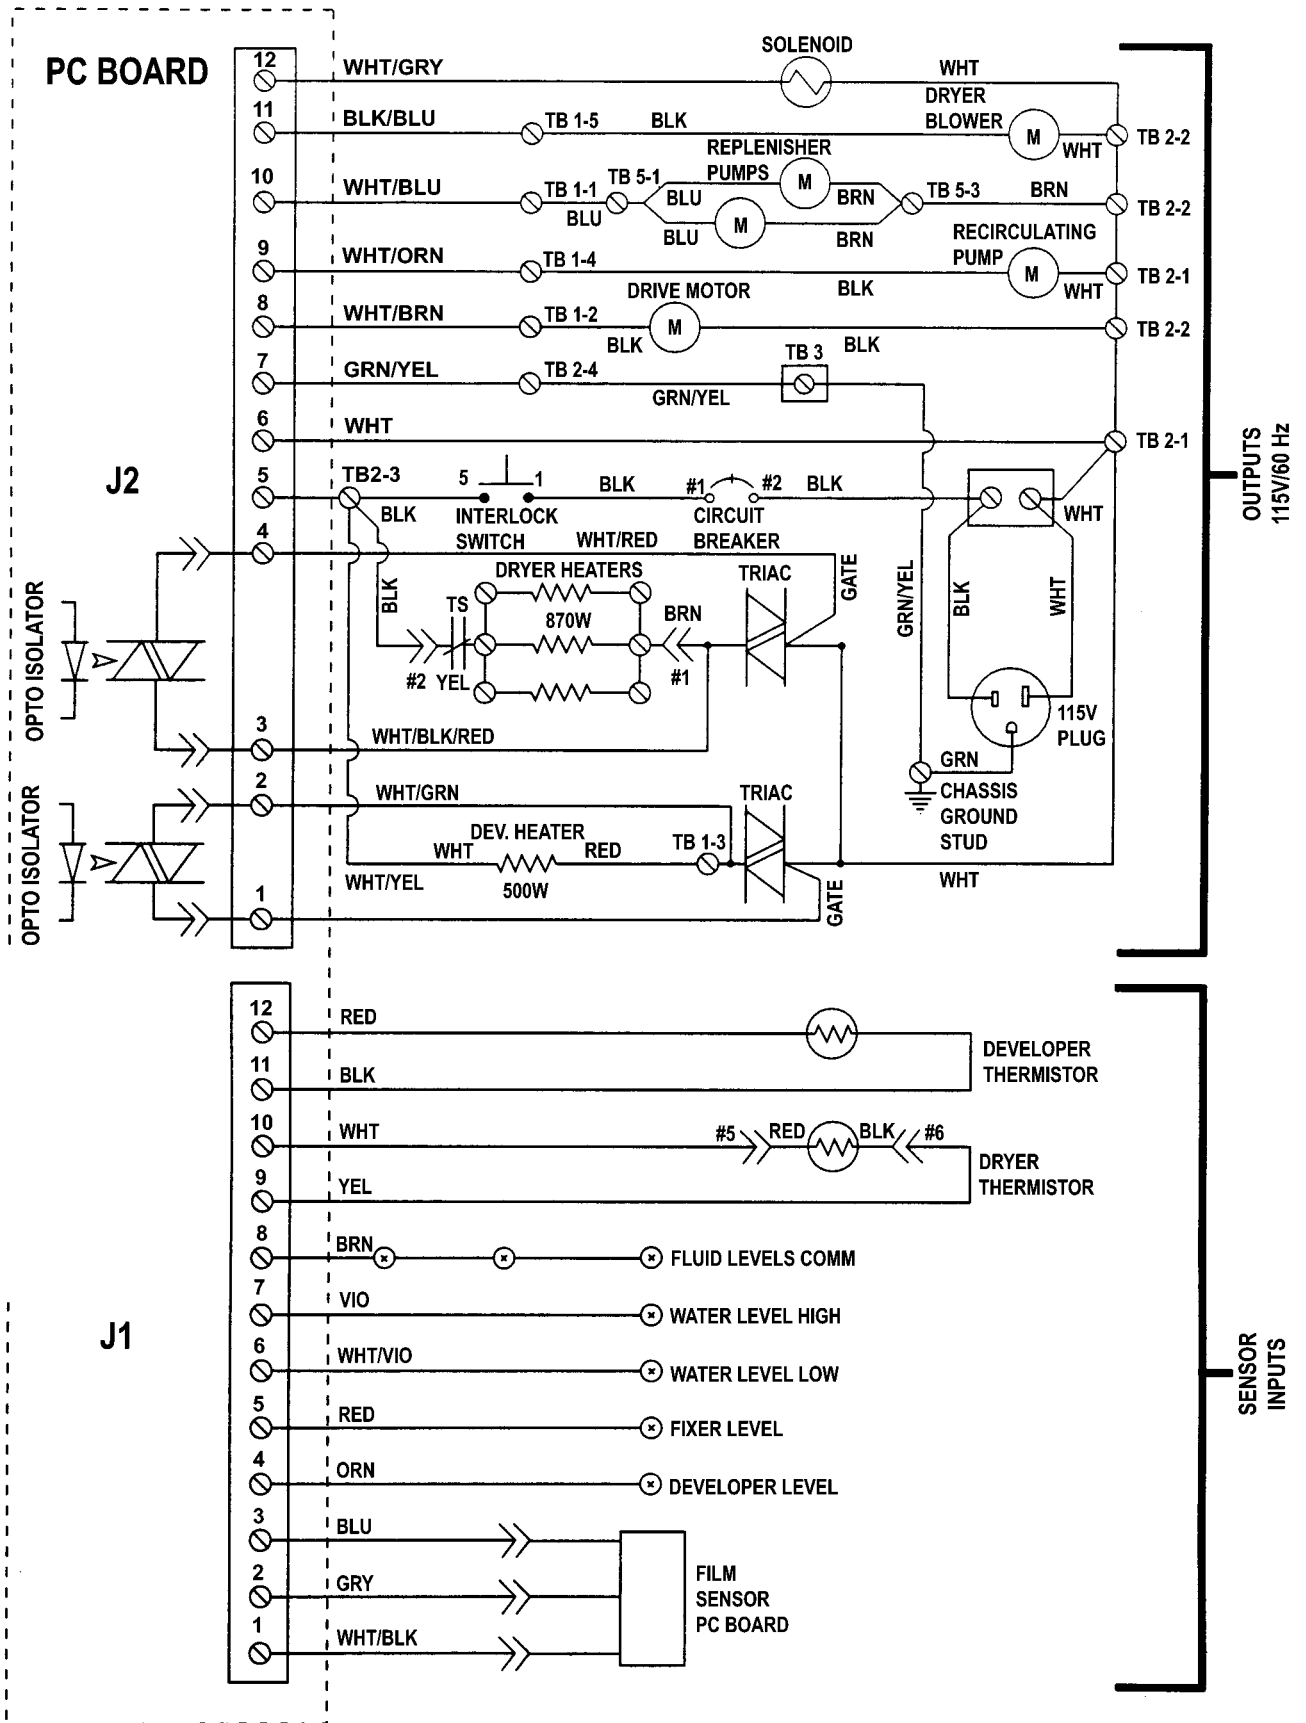 PC BOARD
J2
12 WHT/GRY SOLENOID WHT
11 BLK/BLU TB 1-5 BLK DRYER BLOWER M WHT TB 2-2
10 WHT/BLU TB 1-1 BLU TB 5-1 REPLENISHER PUMPS BLU M BRN TB 5-3 BRN TB 2-2
BLU M BRN
9 WHT/ORN TB 1-4 BLK RECIRCULATING PUMP M WHT TB 2-1
8 WHT/BRN TB 1-2 BLK DRIVE MOTOR M BLK TB 2-2
7 GRN/YEL TB 2-4 GRN/YEL TB 3
6 WHT TB 2-1
5 TB2-3 BLK 5 1 INTERLOCK SWITCH BLK #1 #2 CIRCUIT BREAKER BLK WHT
4 WHT/RED GATE
OPTO ISOLATOR
BLK #2 TS YEL DRYER HEATERS 870W BRN #1 TRIAC
GRN/YEL BLK WHT
115V PLUG
3 WHT/BLK/RED
GRN
CHASSIS GROUND STUD
2 WHT/GRN
OPTO ISOLATOR
WHT/YEL WHT DEV. HEATER 500W RED TB 1-3 TRIAC WHT
1 GATE
OUTPUTS
115V/60 Hz
J1
12 RED
DEVELOPER THERMISTOR
11 BLK
10 WHT #5 RED BLK #6
DRYER THERMISTOR
9 YEL
8 BRN FLUID LEVELS COMM
7 VIO WATER LEVEL HIGH
6 WHT/VIO WATER LEVEL LOW
5 RED FIXER LEVEL
4 ORN DEVELOPER LEVEL
3 BLU
2 GRY
1 WHT/BLK
FILM
SENSOR
PC BOARD
SENSOR
INPUTS